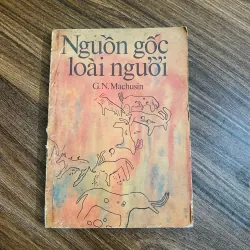 Nguồn gốc
loài người
G. N. Machusin